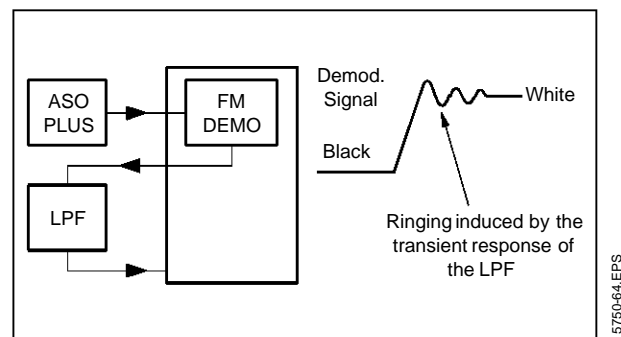 ASO
PLUS
FM
DEMO
LPF
Demod.
Signal
White
Black
Ringing induced by the
transient response of
the LPF
5750-64.EPS